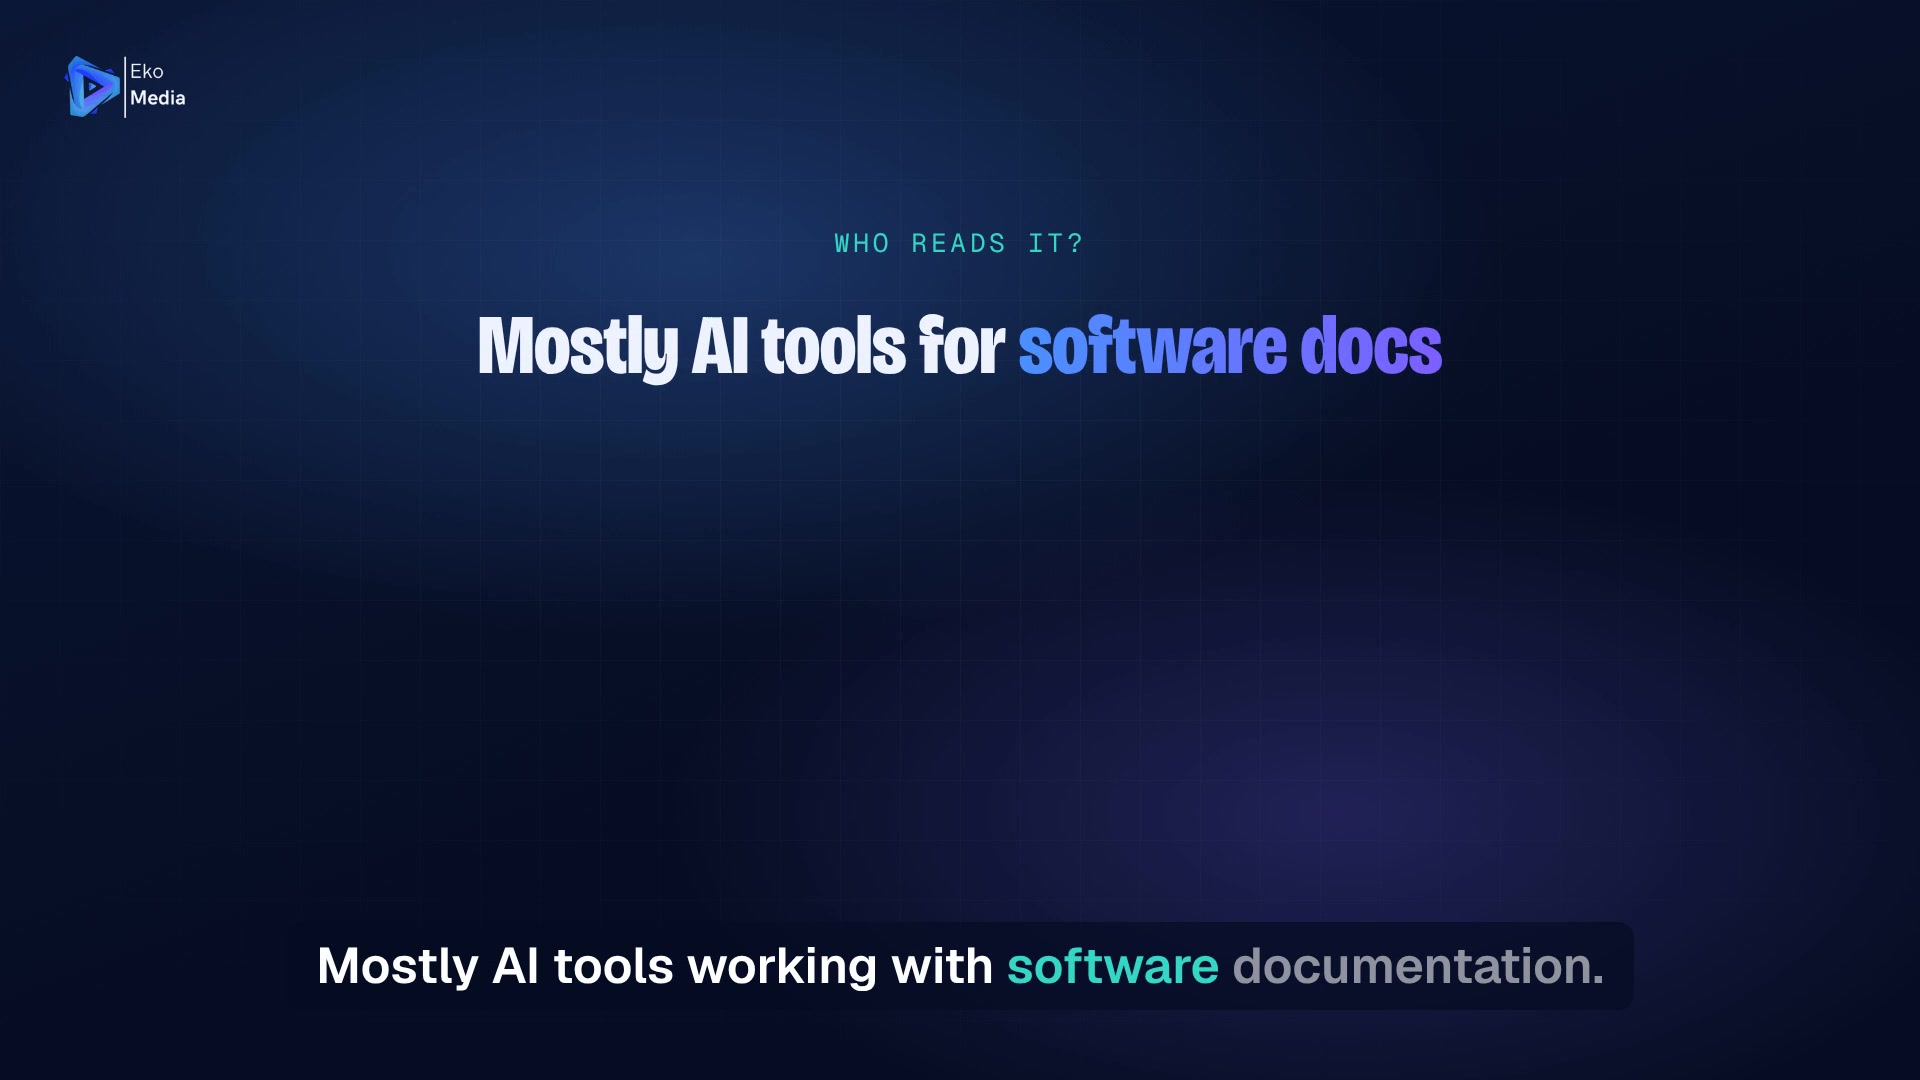 Eko
Media
WHO READS IT?
Mostly AI tools for software docs
Mostly AI tools working with software documentation.